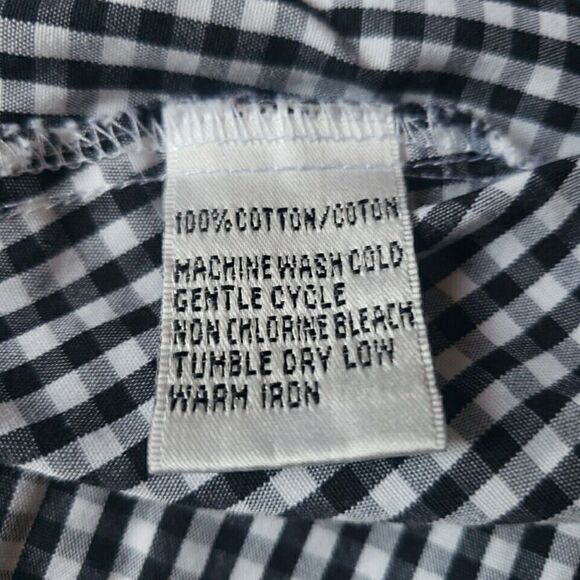 100% COTTON/COTON
MACHINE WASH COLD
GENTLE CYCLE
NON CHLORINE BLEACH
TUMBLE DRY LOW
WARM IRON